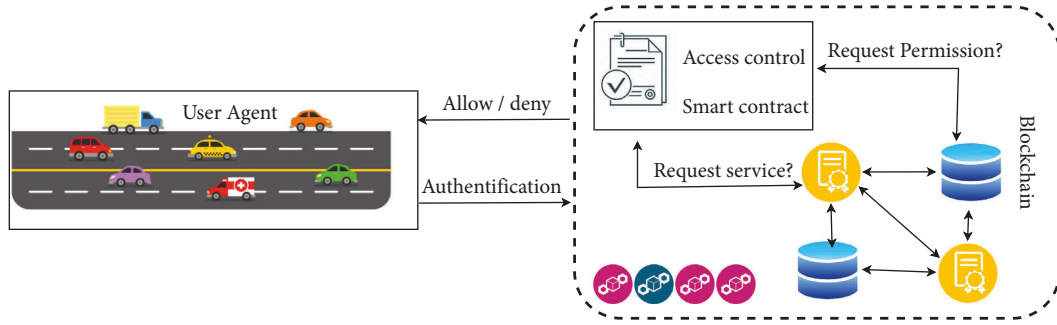 User Agent
Allow / deny
Authentification
Access control
Smart contract
Request Permission?
Request service?
Blockchain